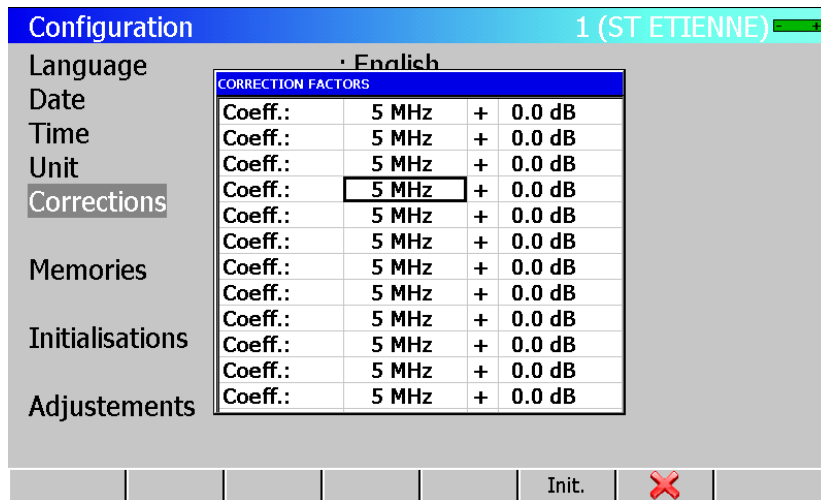 Configuration 1 (ST ETIENNE)
- +
Language : English
Date
Time
Unit
Corrections
Memories
Initialisations
Adjustements
CORRECTION FACTORS
Coeff.: 5 MHz + 0.0 dB
Coeff.: 5 MHz + 0.0 dB
Coeff.: 5 MHz + 0.0 dB
Coeff.: 5 MHz + 0.0 dB
Coeff.: 5 MHz + 0.0 dB
Coeff.: 5 MHz + 0.0 dB
Coeff.: 5 MHz + 0.0 dB
Coeff.: 5 MHz + 0.0 dB
Coeff.: 5 MHz + 0.0 dB
Coeff.: 5 MHz + 0.0 dB
Coeff.: 5 MHz + 0.0 dB
Coeff.: 5 MHz + 0.0 dB
Init.